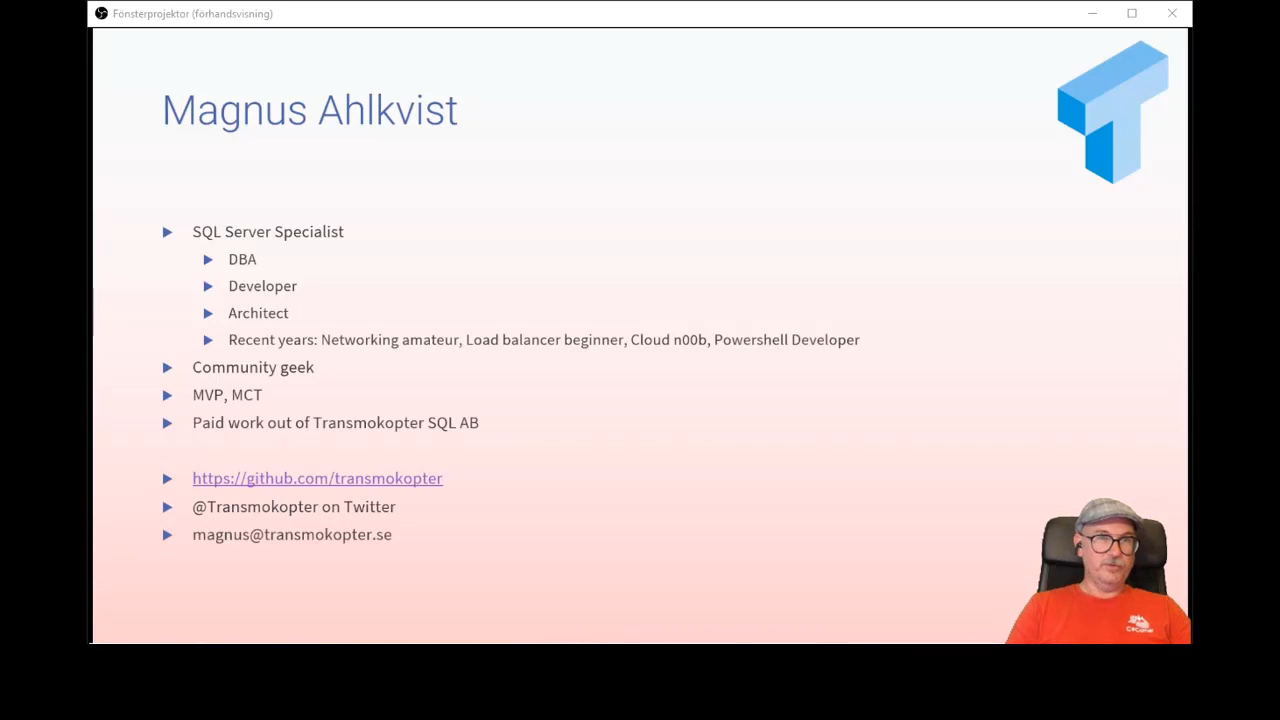 Fönsterprojektor (förhandsvisning)
Magnus Ahlkvist
SQL Server Specialist
DBA
Developer
Architect
Recent years: Networking amateur, Load balancer beginner, Cloud n00b, Powershell Developer
Community geek
MVP, MCT
Paid work out of Transmokopter SQL AB
https://github.com/transmokopter
@Transmokopter on Twitter
magnus@transmokopter.se